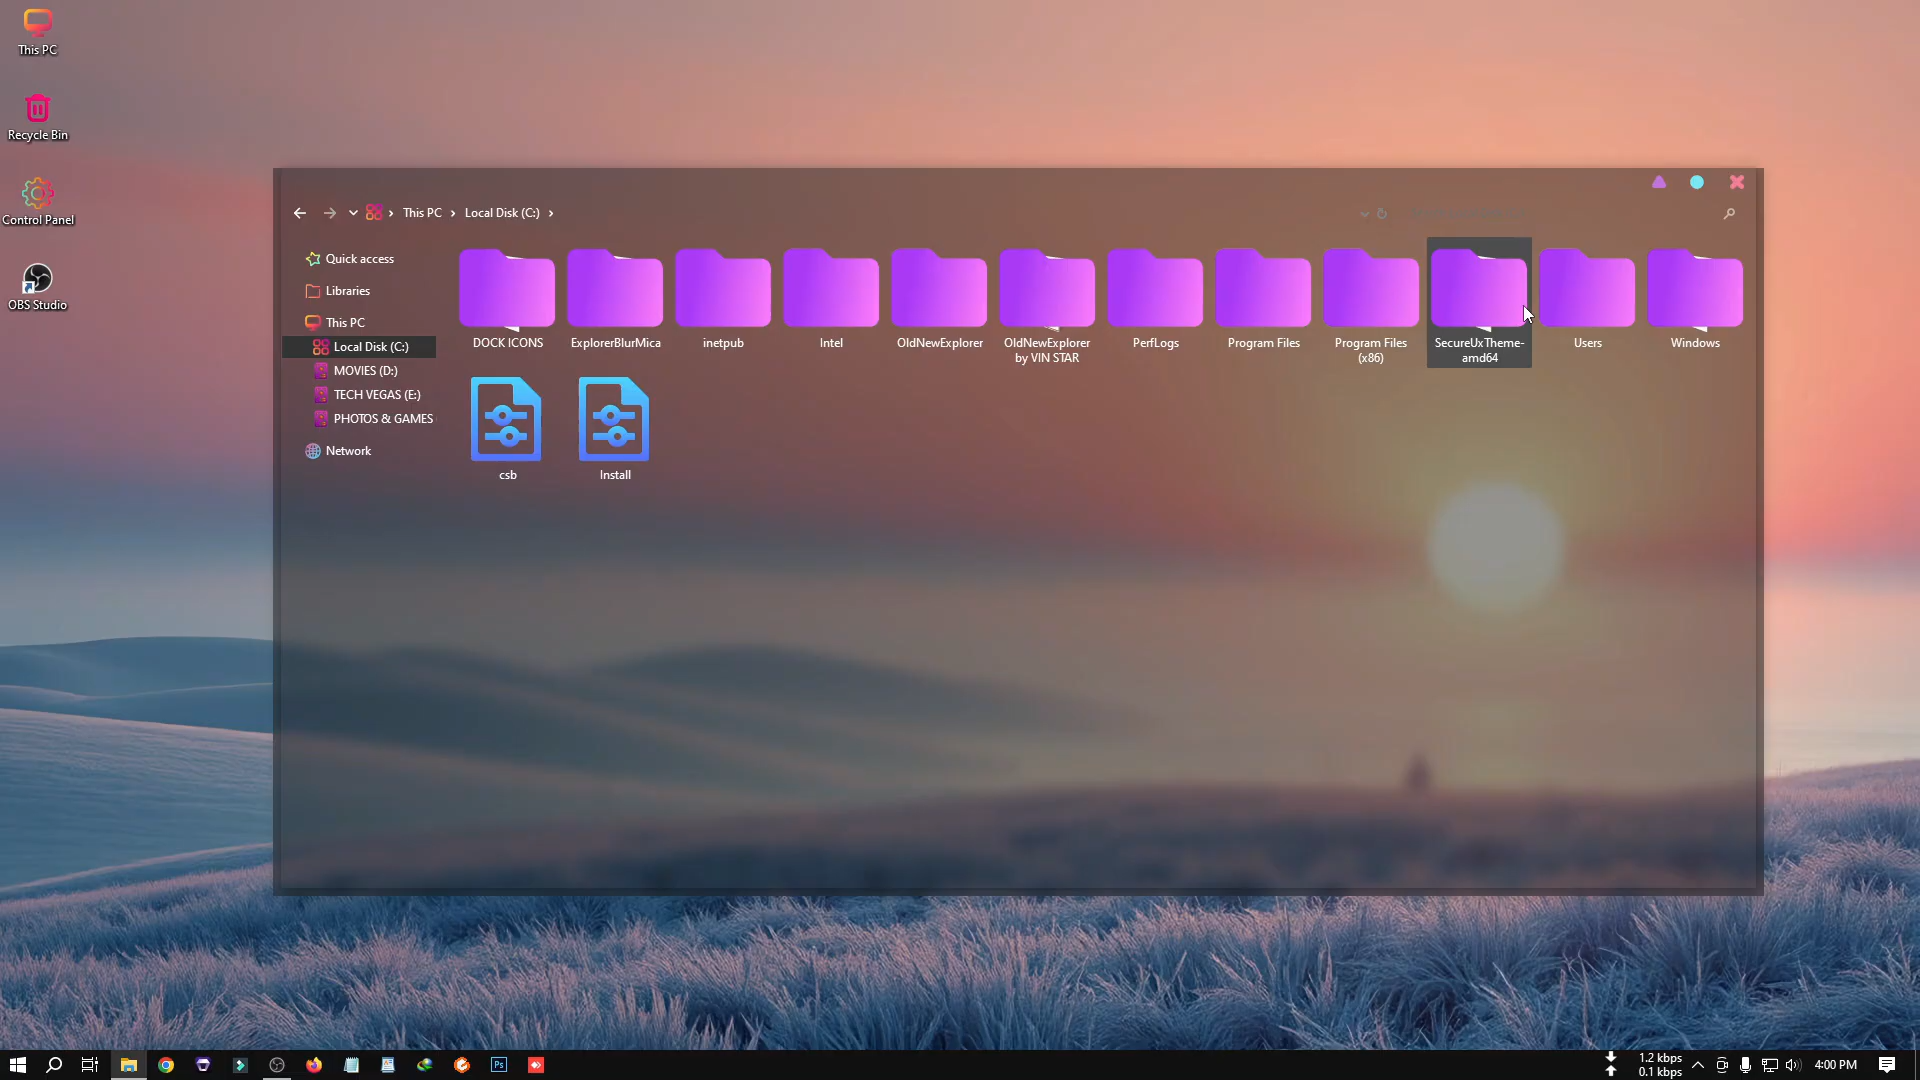 This PC
Recycle Bin
Control Panel
OBS Studio
This PC
Local Disk (C:)
Quick access
Libraries
This PC
Local Disk (C:)
MOVIES (D:)
TECH VEGAS (E:)
PHOTOS & GAMES
Network
DOCK ICONS
ExplorerBlurMica
inetpub
Intel
OldNewExplorer
OldNewExplorer
by VIN STAR
PerfLogs
Program Files
Program Files
(x86)
SecureUxTheme-
amd64
Users
Windows
csb
Install
Ps
1.2 kbps
0.1 kbps
4:00 PM